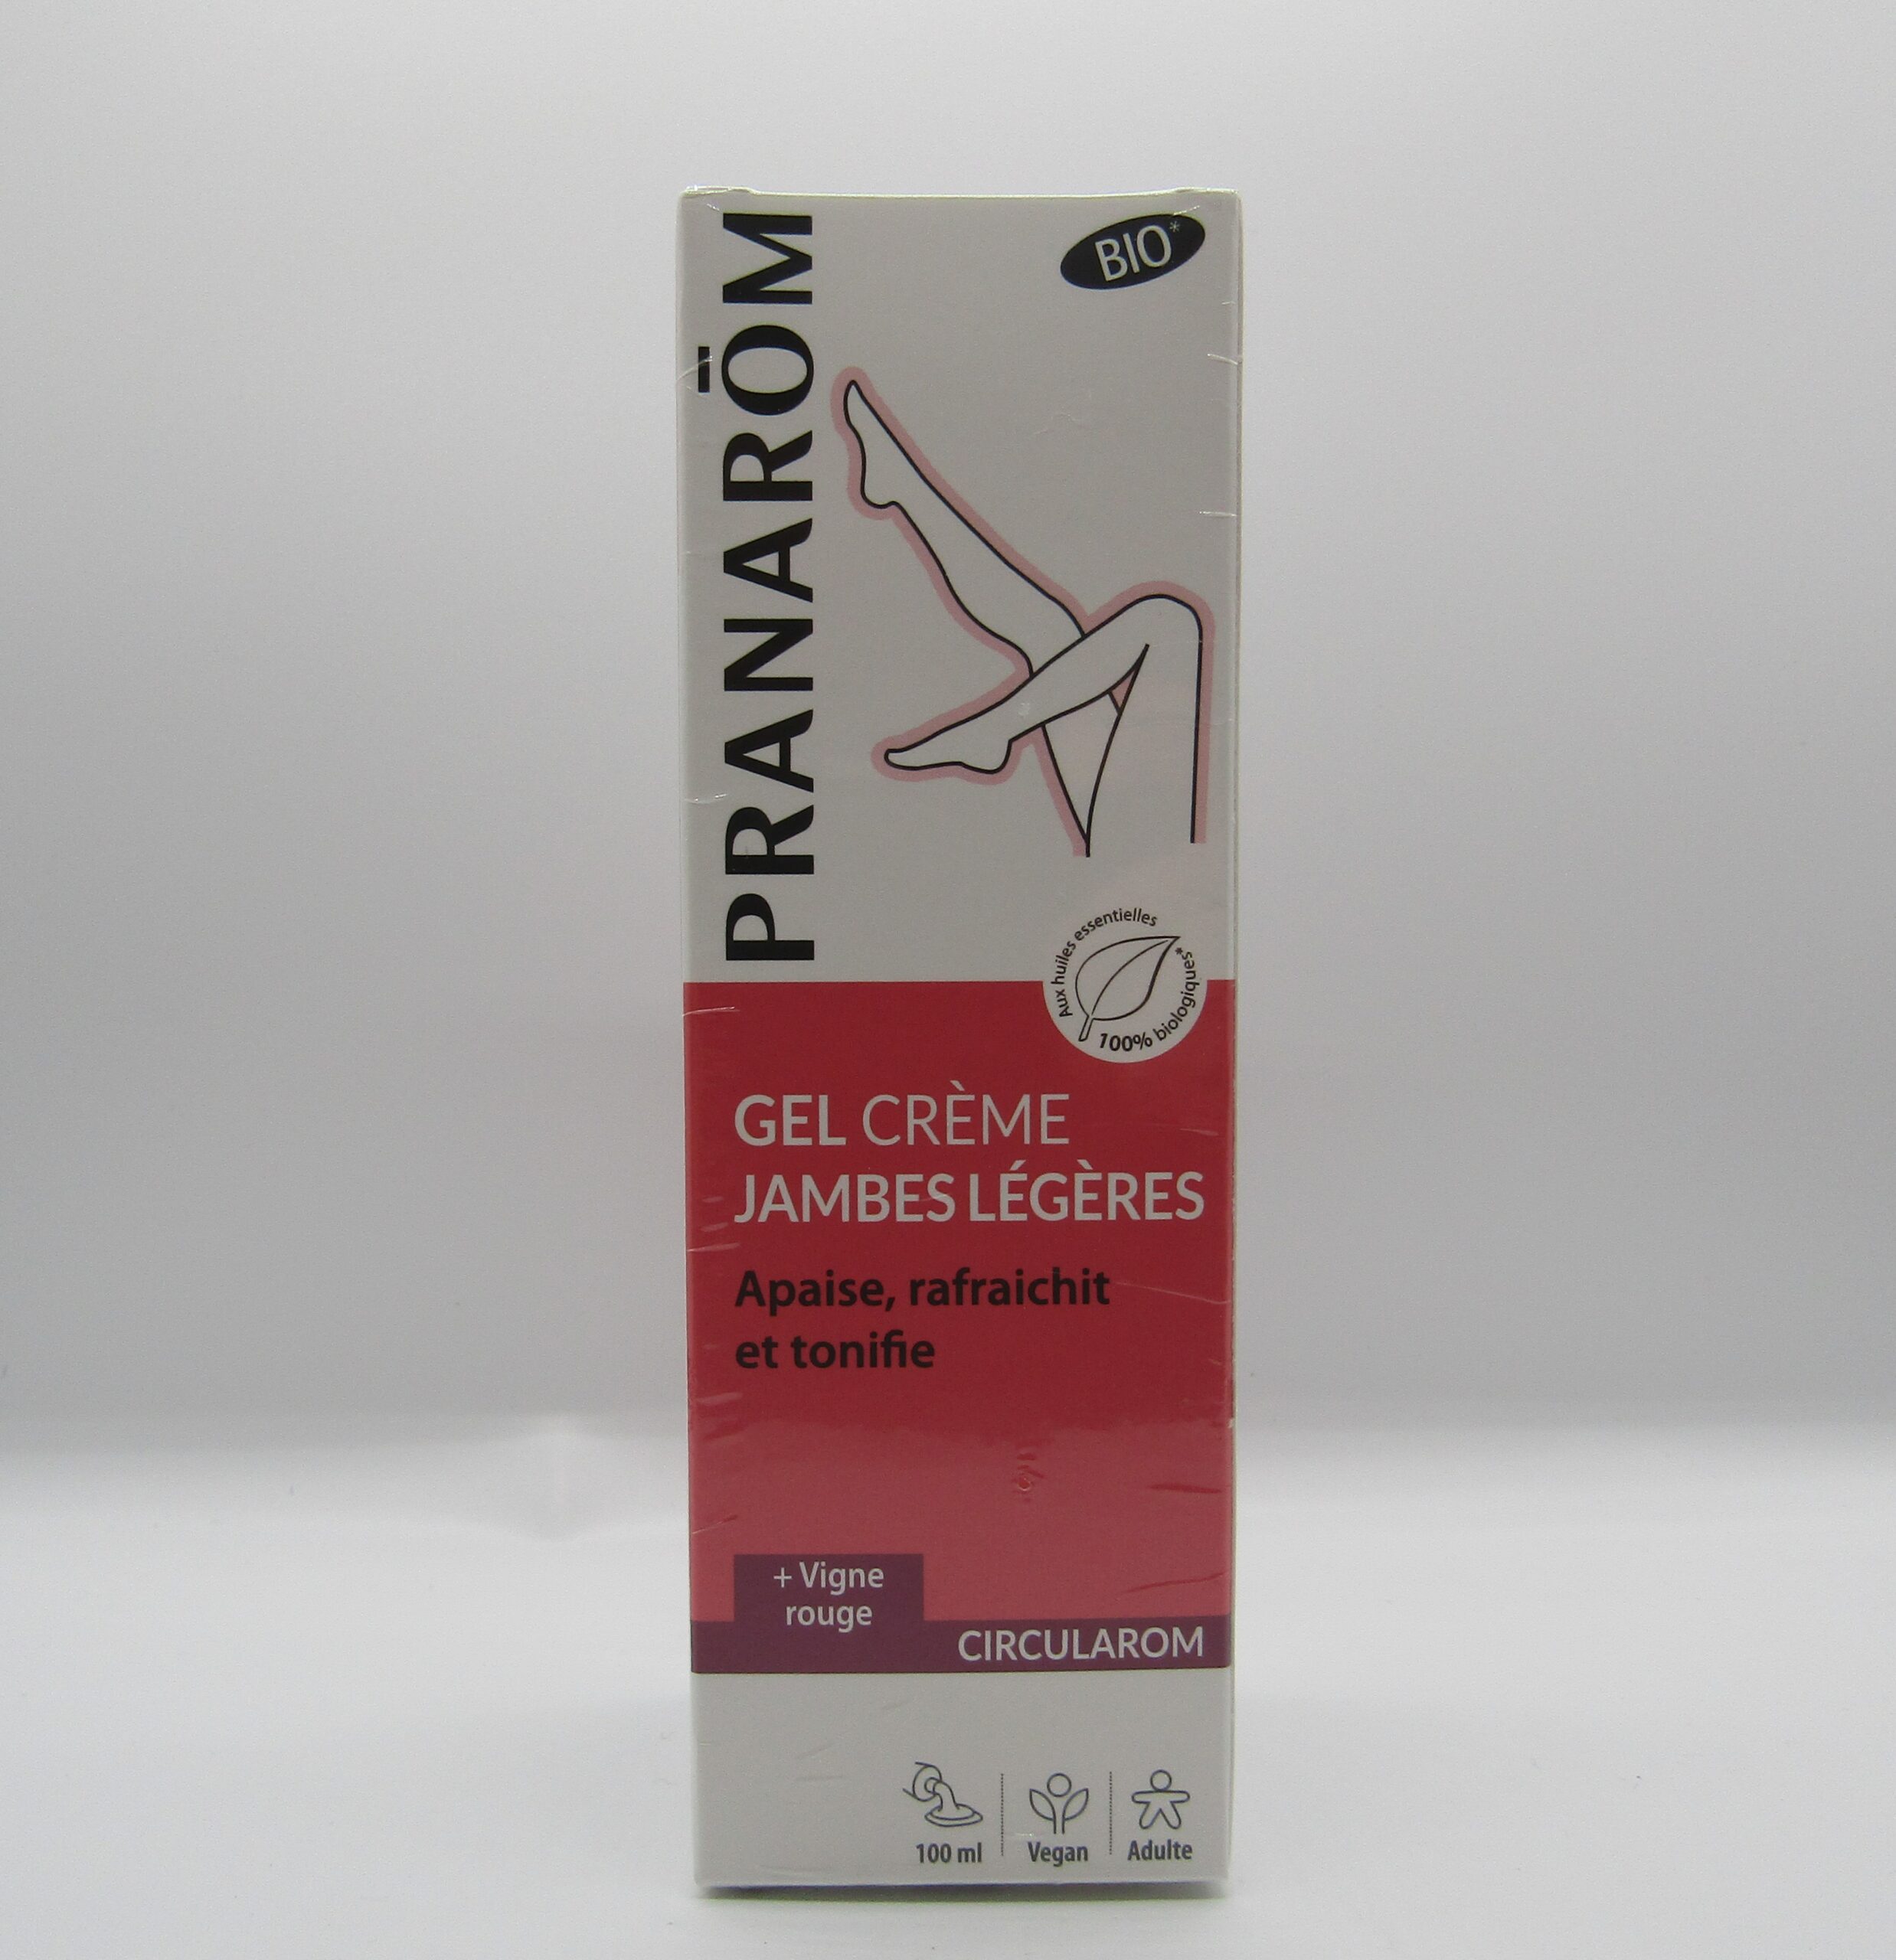 PRANARŌM
BIO*
Aux huiles essentielles
100% biologiques*
GEL CRÈME
JAMBES LÉGÈRES
Apaise, rafraichit
et tonifie
+ Vigne
rouge
CIRCULAROM
100 ml
Vegan
Adulte